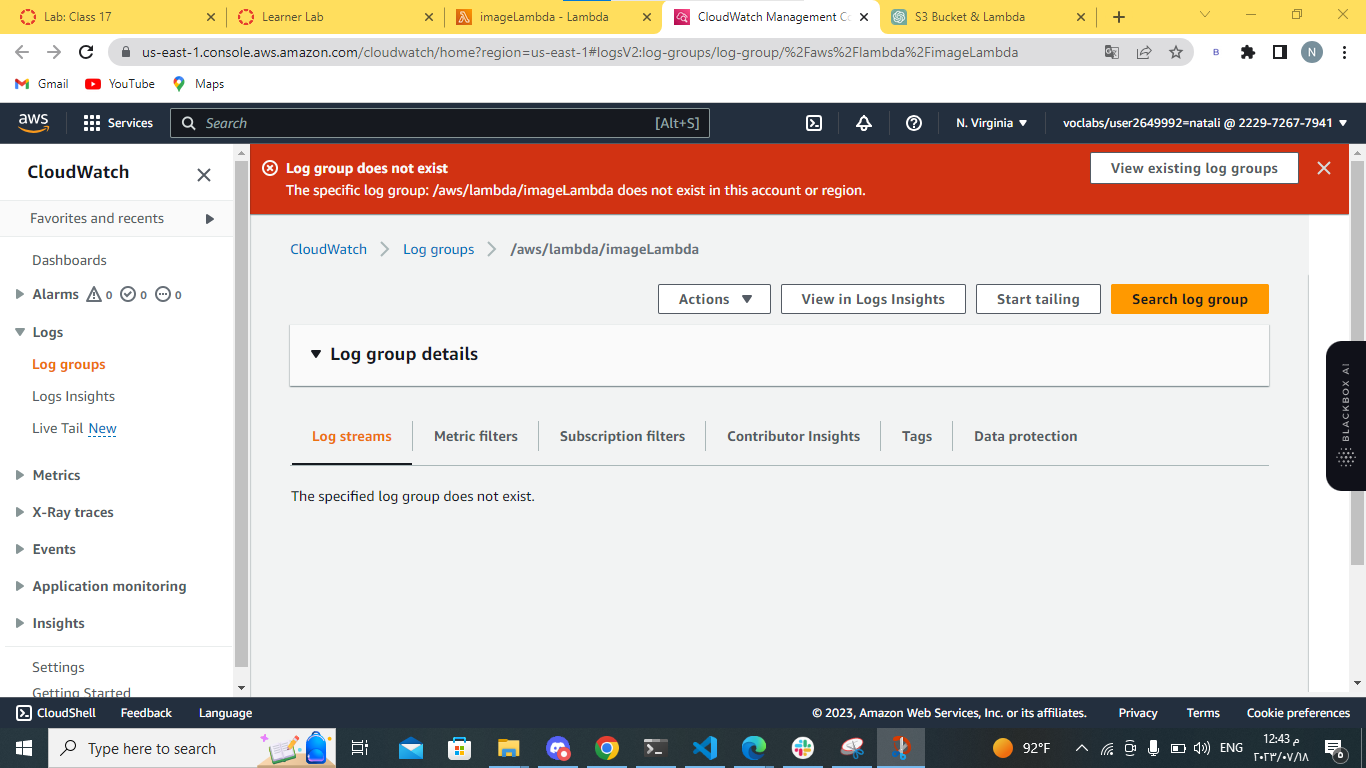 Lab: Class 17
Learner Lab
imageLambda - Lambda
CloudWatch Management Co
S3 Bucket & Lambda
us-east-1.console.aws.amazon.com/cloudwatch/home?region=us-east-1#logsV2:log-groups/log-group/%2Faws%2Flambda%2FimageLambda
B
N
Gmail
YouTube
Maps
aws
Services
Search
[Alt+S]
N. Virginia
voclabs/user2649992=natali @ 2229-7267-7941
CloudWatch
Favorites and recents
Dashboards
Alarms 0 0 0
Logs
Log groups
Logs Insights
Live Tail New
Metrics
X-Ray traces
Events
Application monitoring
Insights
Settings
Getting Started
Log group does not exist
The specific log group: /aws/lambda/imageLambda does not exist in this account or region.
View existing log groups
CloudWatch
Log groups
/aws/lambda/imageLambda
Actions
View in Logs Insights
Start tailing
Search log group
Log group details
Log streams
Metric filters
Subscription filters
Contributor Insights
Tags
Data protection
The specified log group does not exist.
BLACKBOX AI
CloudShell
Feedback
Language
© 2023, Amazon Web Services, Inc. or its affiliates.
Privacy
Terms
Cookie preferences
Type here to search
92°F
ENG
12:43 م
٢٠٢٣/٠٧/١٨